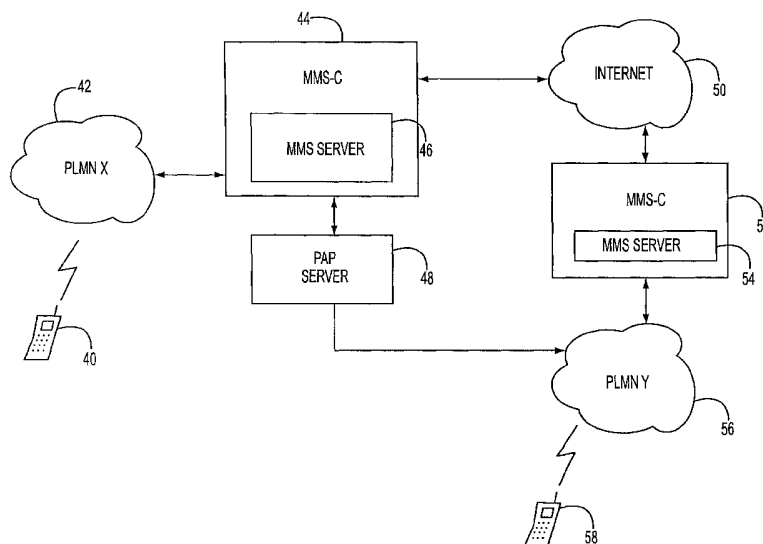 44
MMS-C
INTERNET
50
42
PLMN X
MMS SERVER
46
MMS-C
5
MMS SERVER
54
PAP
SERVER
48
40
PLMN Y
56
58